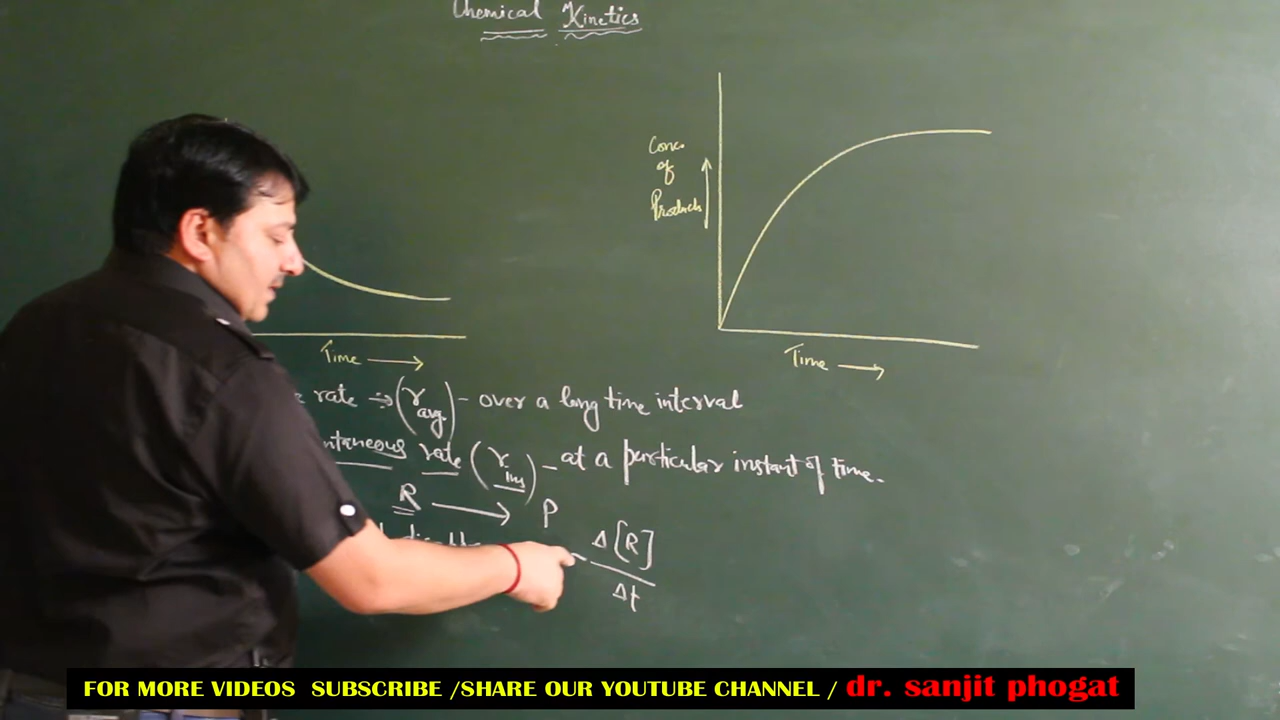 Chemical Kinetics
Conc.
of
Products
Time
Time
rate ÷ (r avg.) - over a long time interval
ntaneous rate (r ins) - at a particular instant of time.
R → P
- Δ[R]
Δt
FOR MORE VIDEOS SUBSCRIBE /SHARE OUR YOUTUBE CHANNEL / dr. sanjit phogat